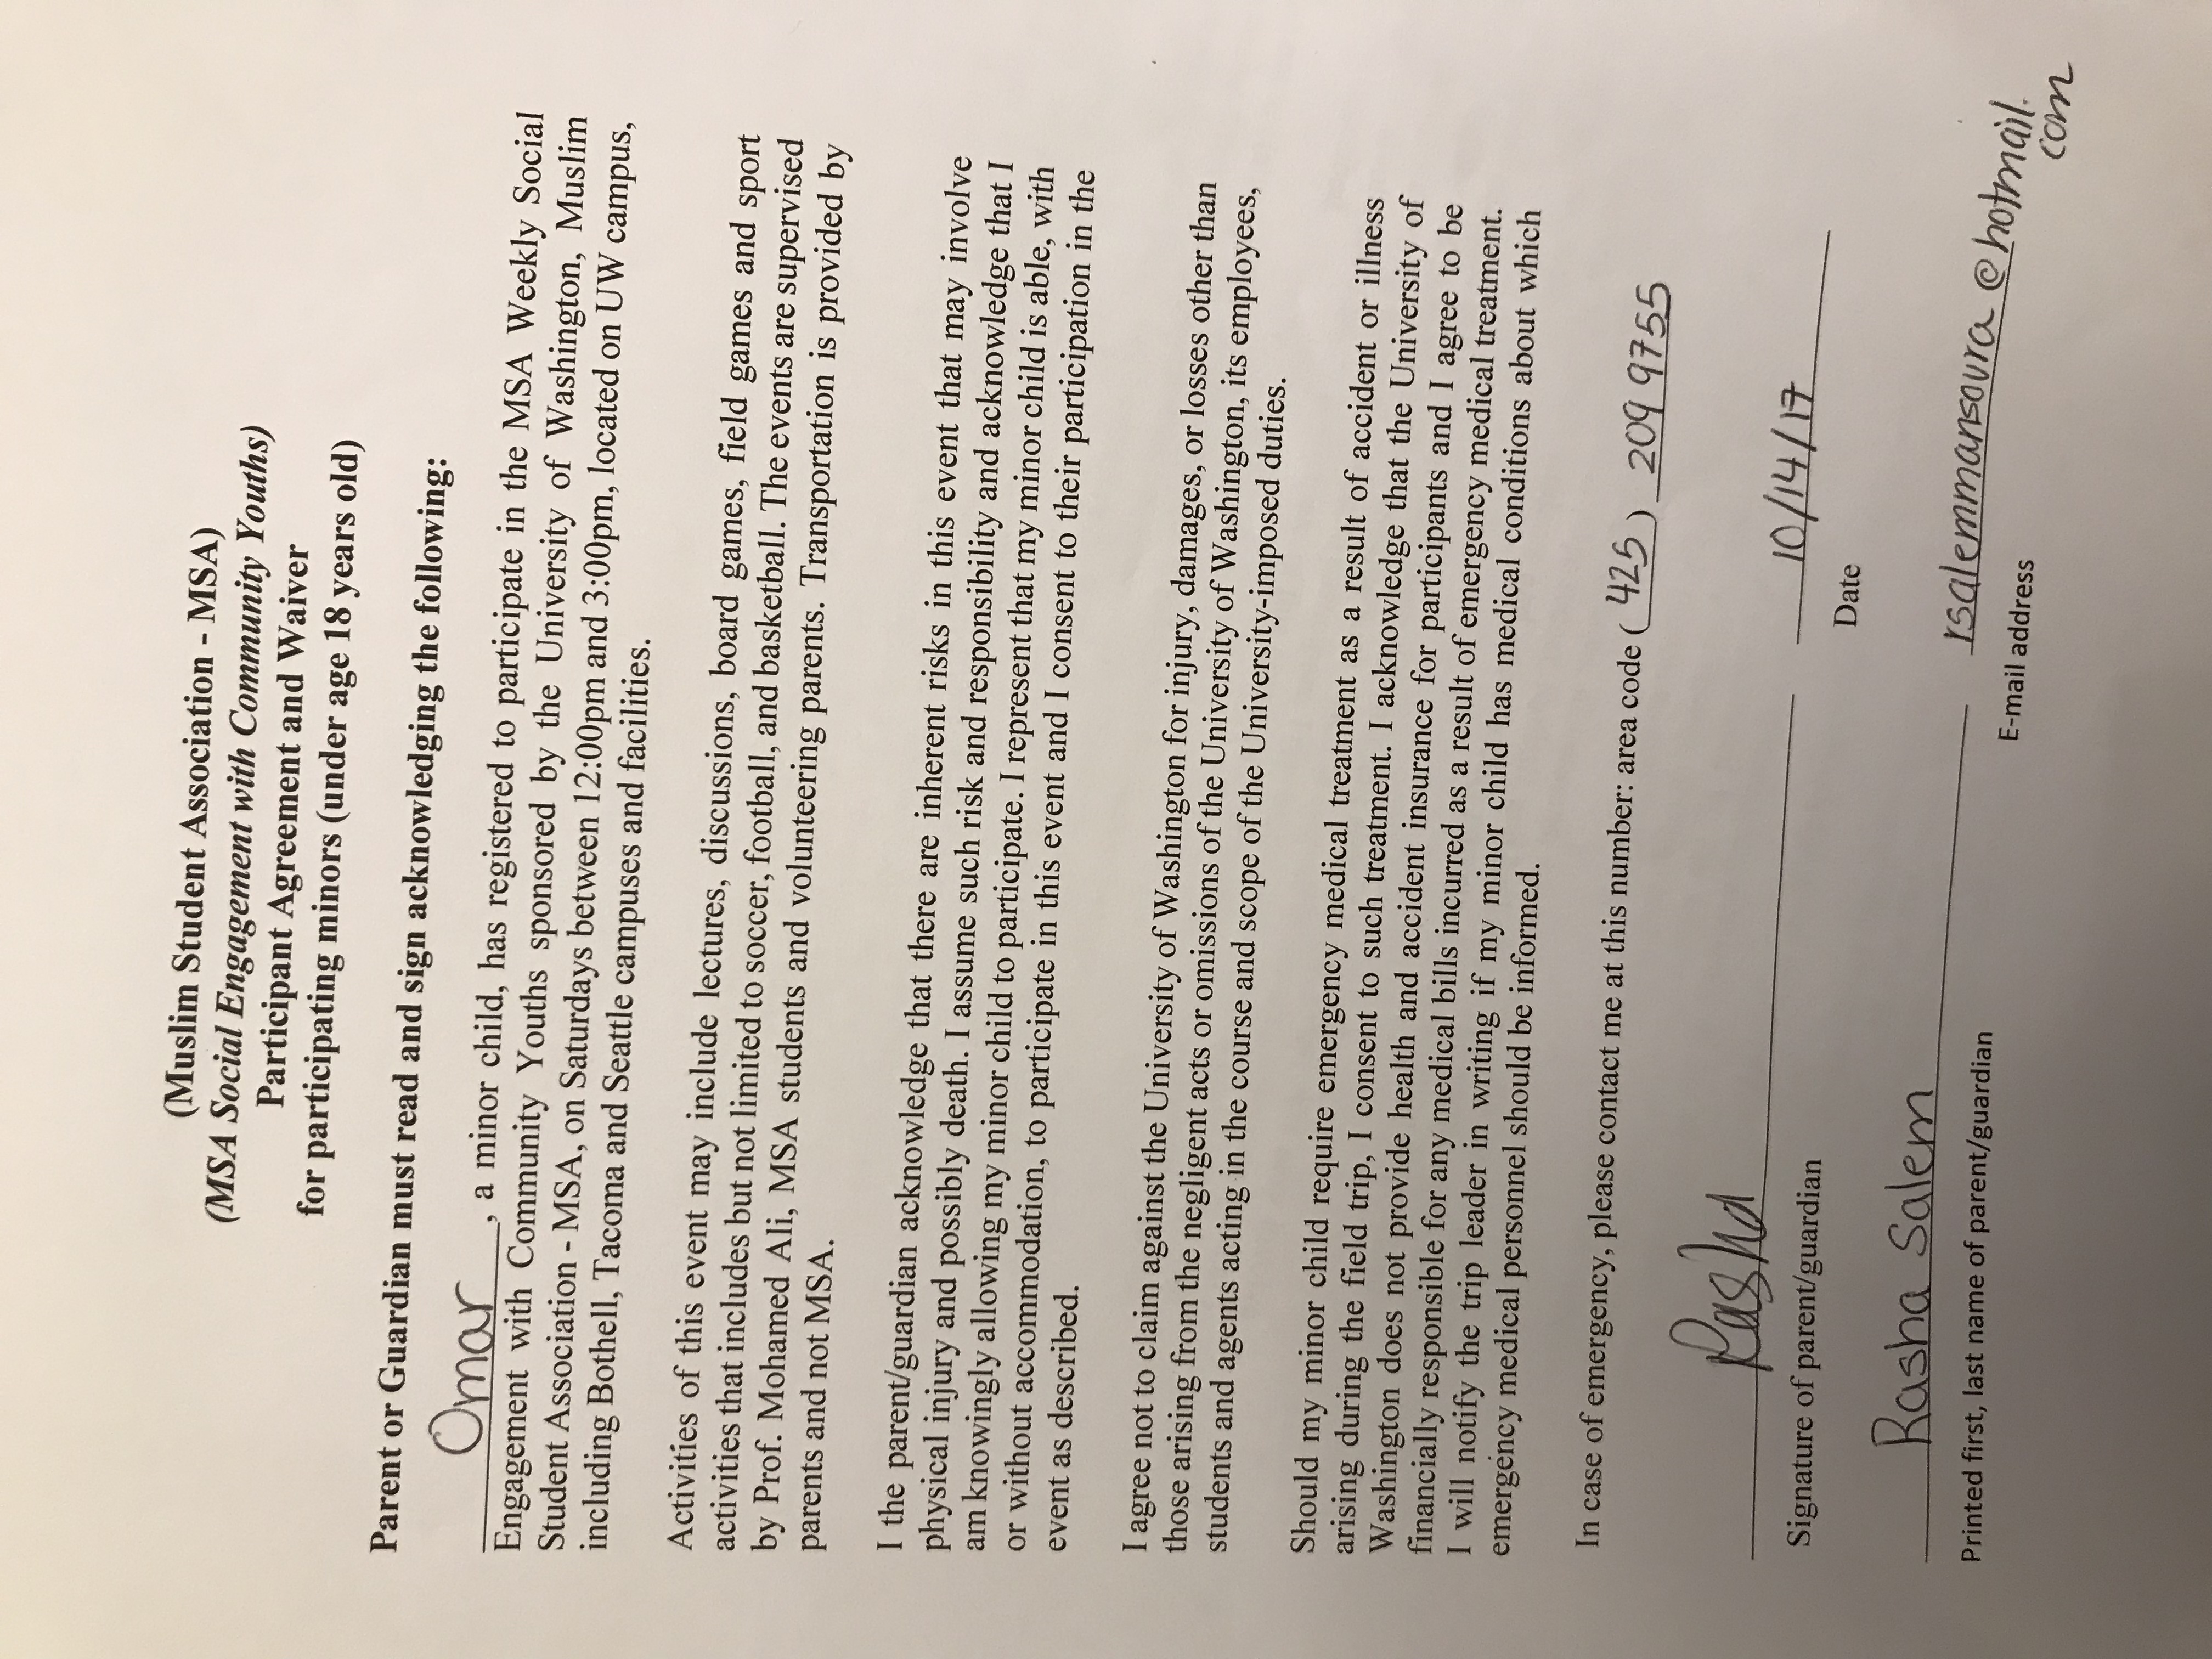 (Muslim Student Association - MSA)
(MSA Social Engagement with Community Youths)
Participant Agreement and Waiver
for participating minors (under age 18 years old)
Parent or Guardian must read and sign acknowledging the following:
Omar, a minor child, has registered to participate in the MSA Weekly Social
Engagement with Community Youths sponsored by the University of Washington, Muslim
Student Association - MSA, on Saturdays between 12:00pm and 3:00pm, located on UW campus,
including Bothell, Tacoma and Seattle campuses and facilities.
Activities of this event may include lectures, discussions, board games, field games and sport
activities that includes but not limited to soccer, football, and basketball. The events are supervised
by Prof. Mohamed Ali, MSA students and volunteering parents. Transportation is provided by
parents and not MSA.
I the parent/guardian acknowledge that there are inherent risks in this event that may involve
physical injury and possibly death. I assume such risk and responsibility and acknowledge that I
am knowingly allowing my minor child to participate. I represent that my minor child is able, with
or without accommodation, to participate in this event and I consent to their participation in the
event as described.
I agree not to claim against the University of Washington for injury, damages, or losses other than
those arising from the negligent acts or omissions of the University of Washington, its employees,
students and agents acting in the course and scope of the University-imposed duties.
Should my minor child require emergency medical treatment as a result of accident or illness
arising during the field trip, I consent to such treatment. I acknowledge that the University of
Washington does not provide health and accident insurance for participants and I agree to be
financially responsible for any medical bills incurred as a result of emergency medical treatment.
I will notify the trip leader in writing if my minor child has medical conditions about which
emergency medical personnel should be informed.
In case of emergency, please contact me at this number: area code (425) 209 9755
Rasha
Signature of parent/guardian
10/14/17
Date
Rasha Salem
Printed first, last name of parent/guardian
rsalemmansoura@hotmail.
com
E-mail address